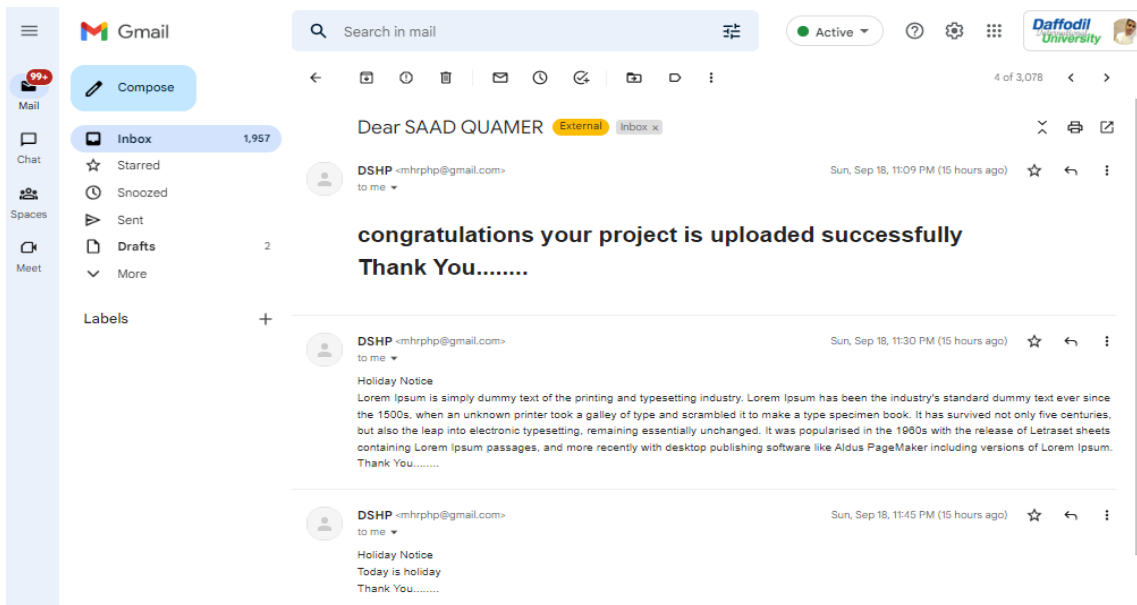 Gmail
Search in mail
Active
Daffodil
International
University
99+
Mail
Compose
4 of 3,078
Inbox 1,957
Chat
Starred
Snoozed
Spaces
Sent
Drafts 2
Meet
More
Labels
Dear SAAD QUAMER External Inbox x
DSHP <mhrphp@gmail.com> Sun, Sep 18, 11:09 PM (15 hours ago)
to me
congratulations your project is uploaded successfully
Thank You........
DSHP <mhrphp@gmail.com> Sun, Sep 18, 11:30 PM (15 hours ago)
to me
Holiday Notice
Lorem Ipsum is simply dummy text of the printing and typesetting industry. Lorem Ipsum has been the industry's standard dummy text ever since
the 1500s, when an unknown printer took a galley of type and scrambled it to make a type specimen book. It has survived not only five centuries,
but also the leap into electronic typesetting, remaining essentially unchanged. It was popularised in the 1960s with the release of Letraset sheets
containing Lorem Ipsum passages, and more recently with desktop publishing software like Aldus PageMaker including versions of Lorem Ipsum.
Thank You........
DSHP <mhrphp@gmail.com> Sun, Sep 18, 11:45 PM (15 hours ago)
to me
Holiday Notice
Today is holiday
Thank You........